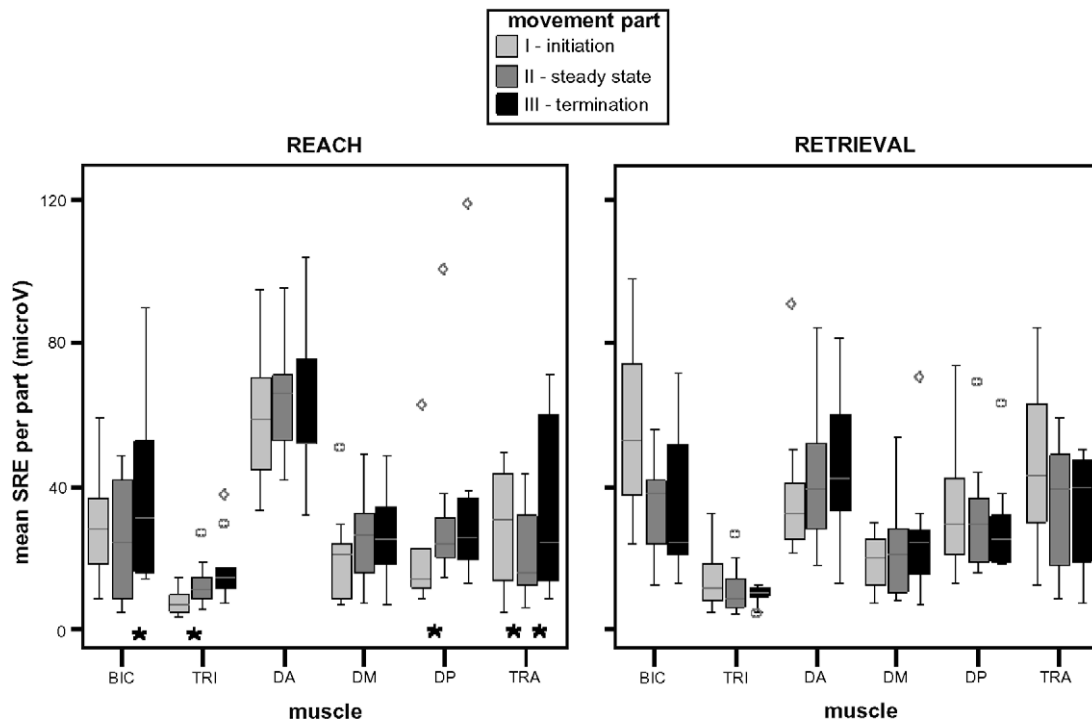 movement part
I - initiation
II - steady state
III - termination
REACH
RETRIEVAL
mean SRE per part (microV)
120
80
40
0
BIC TRI DA DM DP TRA
BIC TRI DA DM DP TRA
muscle
muscle